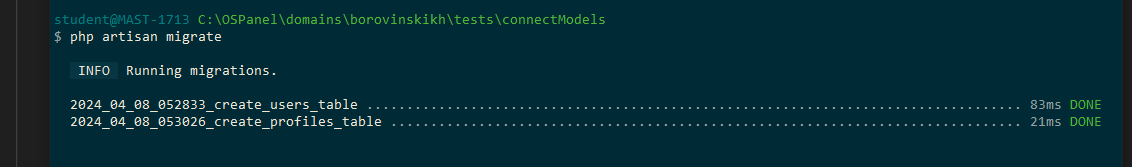 student@MAST-1713 C:\OSPanel\domains\borovinskikh\tests\connectModels
$ php artisan migrate
INFO Running migrations.
2024_04_08_052833_create_users_table .................................................................................. 83ms DONE
2024_04_08_053026_create_profiles_table ............................................................................... 21ms DONE